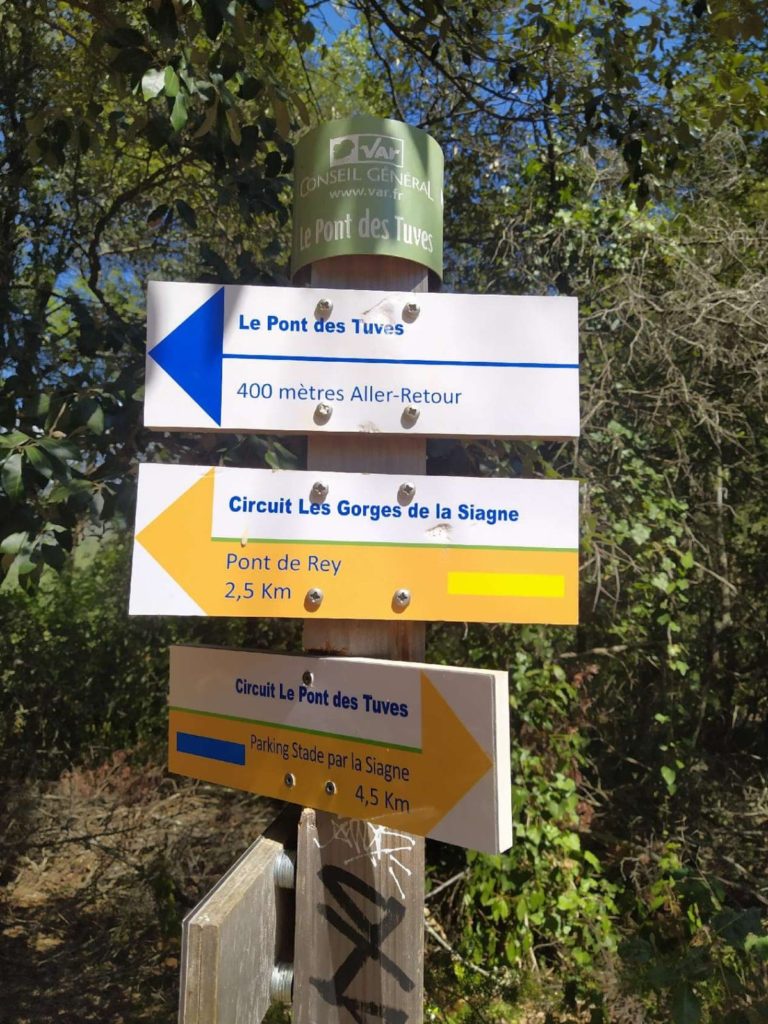 var
CONSEIL GÉNÉRAL
www.var.fr
Le Pont des Tuves
Le Pont des Tuves
400 mètres Aller-Retour
Circuit Les Gorges de la Siagne
Pont de Rey
2,5 Km
Circuit Le Pont des Tuves
Parking Stade par la Siagne
4,5 Km